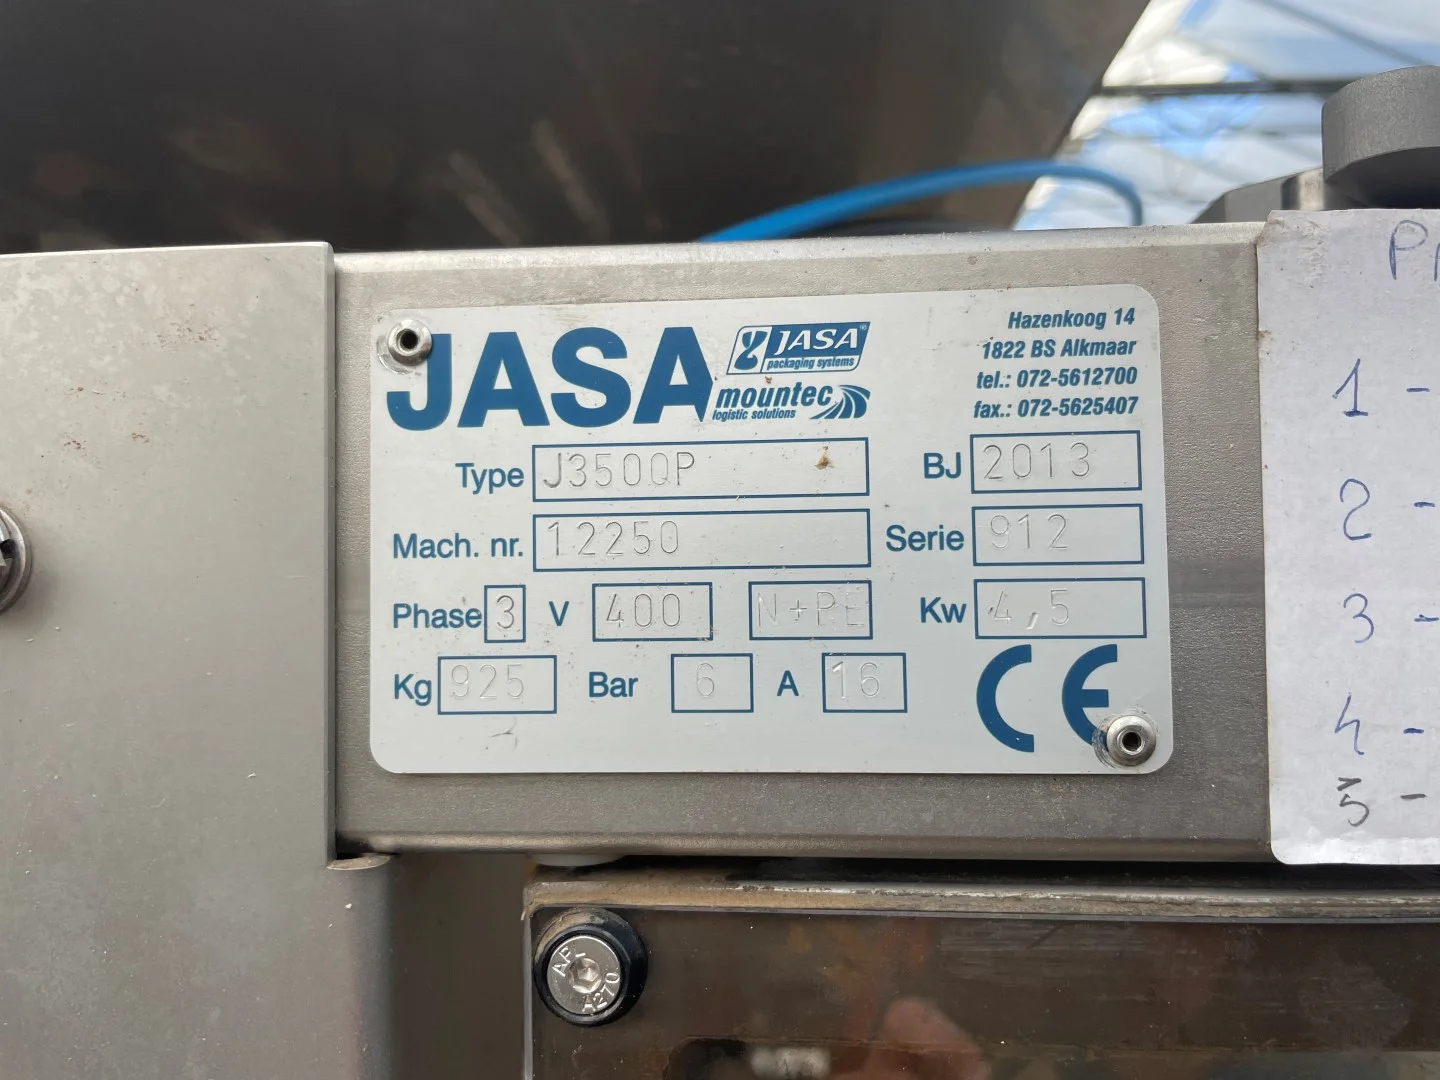 JASA
JASA®
packaging systems
mountec
logistic solutions
Hazenkoog 14
1822 BS Alkmaar
tel.: 072-5612700
fax.: 072-5625407
Type J3500P BJ 2013
Mach. nr. 12250 Serie 912
Phase 3 V 400 N+PE Kw 4,5
Kg 925 Bar 6 A 16
CE
1 -
2 -
3 -
4 -
5 -
A270